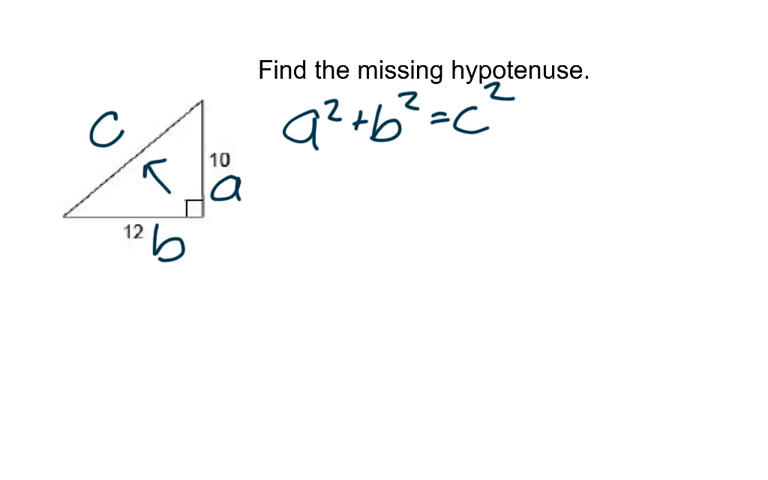 Find the missing hypotenuse.
c
a² + b² = c²
10
a
12 b